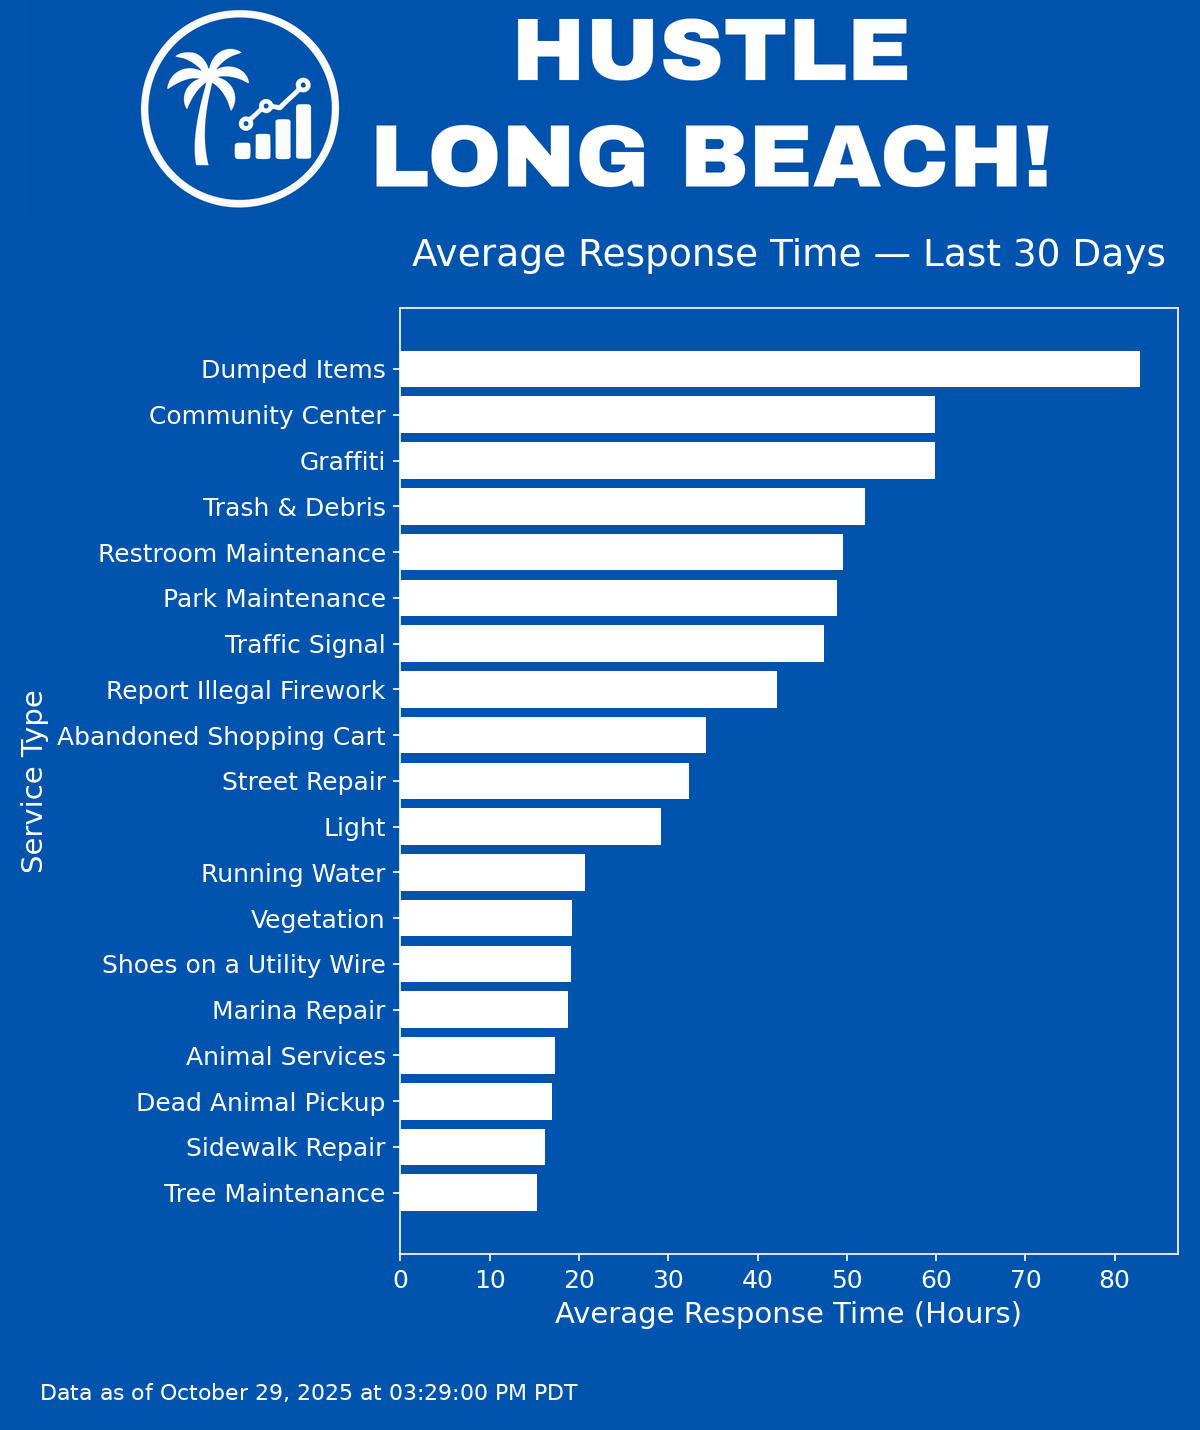 HUSTLE
LONG BEACH!
Average Response Time — Last 30 Days
Service Type
Dumped Items
Community Center
Graffiti
Trash & Debris
Restroom Maintenance
Park Maintenance
Traffic Signal
Report Illegal Firework
Abandoned Shopping Cart
Street Repair
Light
Running Water
Vegetation
Shoes on a Utility Wire
Marina Repair
Animal Services
Dead Animal Pickup
Sidewalk Repair
Tree Maintenance
0 10 20 30 40 50 60 70 80
Average Response Time (Hours)
Data as of October 29, 2025 at 03:29:00 PM PDT